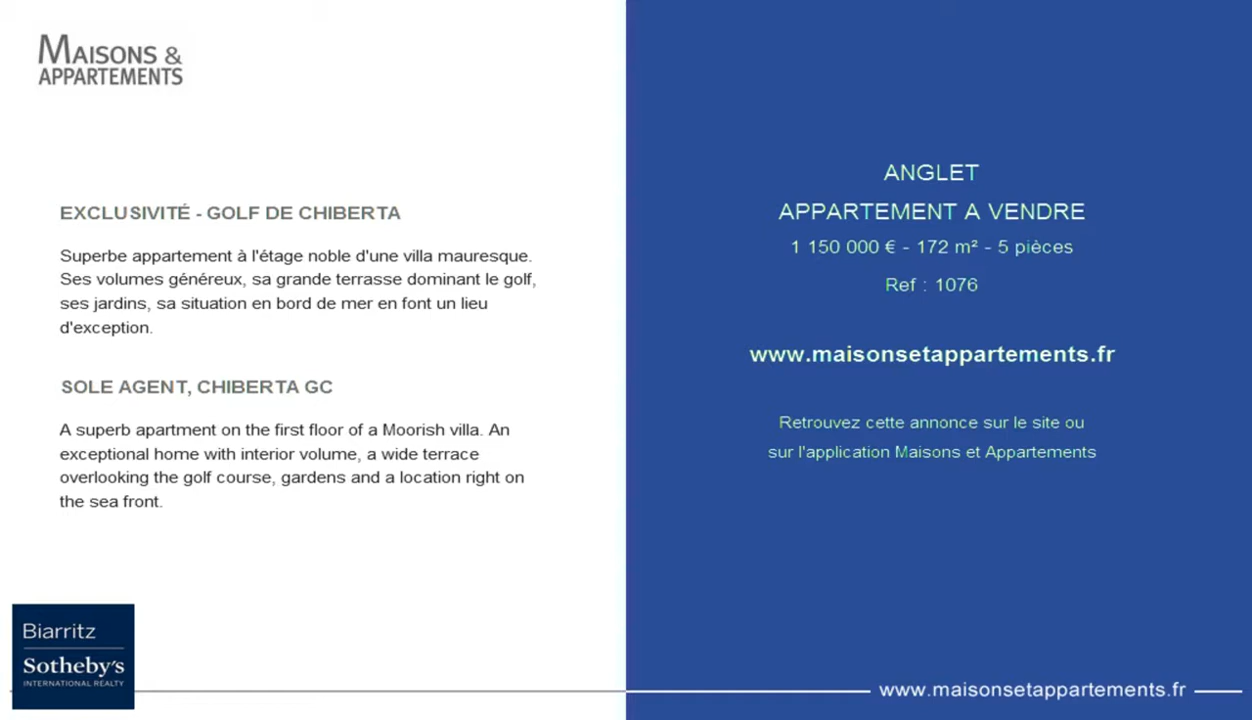 MAISONS &
APPARTEMENTS
EXCLUSIVITÉ - GOLF DE CHIBERTA
Superbe appartement à l'étage noble d'une villa mauresque.
Ses volumes généreux, sa grande terrasse dominant le golf,
ses jardins, sa situation en bord de mer en font un lieu
d'exception.
SOLE AGENT, CHIBERTA GC
A superb apartment on the first floor of a Moorish villa. An
exceptional home with interior volume, a wide terrace
overlooking the golf course, gardens and a location right on
the sea front.
Biarritz
Sotheby's
INTERNATIONAL REALTY
ANGLET
APPARTEMENT A VENDRE
1 150 000 € - 172 m² - 5 pièces
Ref : 1076
www.maisonsetappartements.fr
Retrouvez cette annonce sur le site ou
sur l'application Maisons et Appartements
www.maisonsetappartements.fr